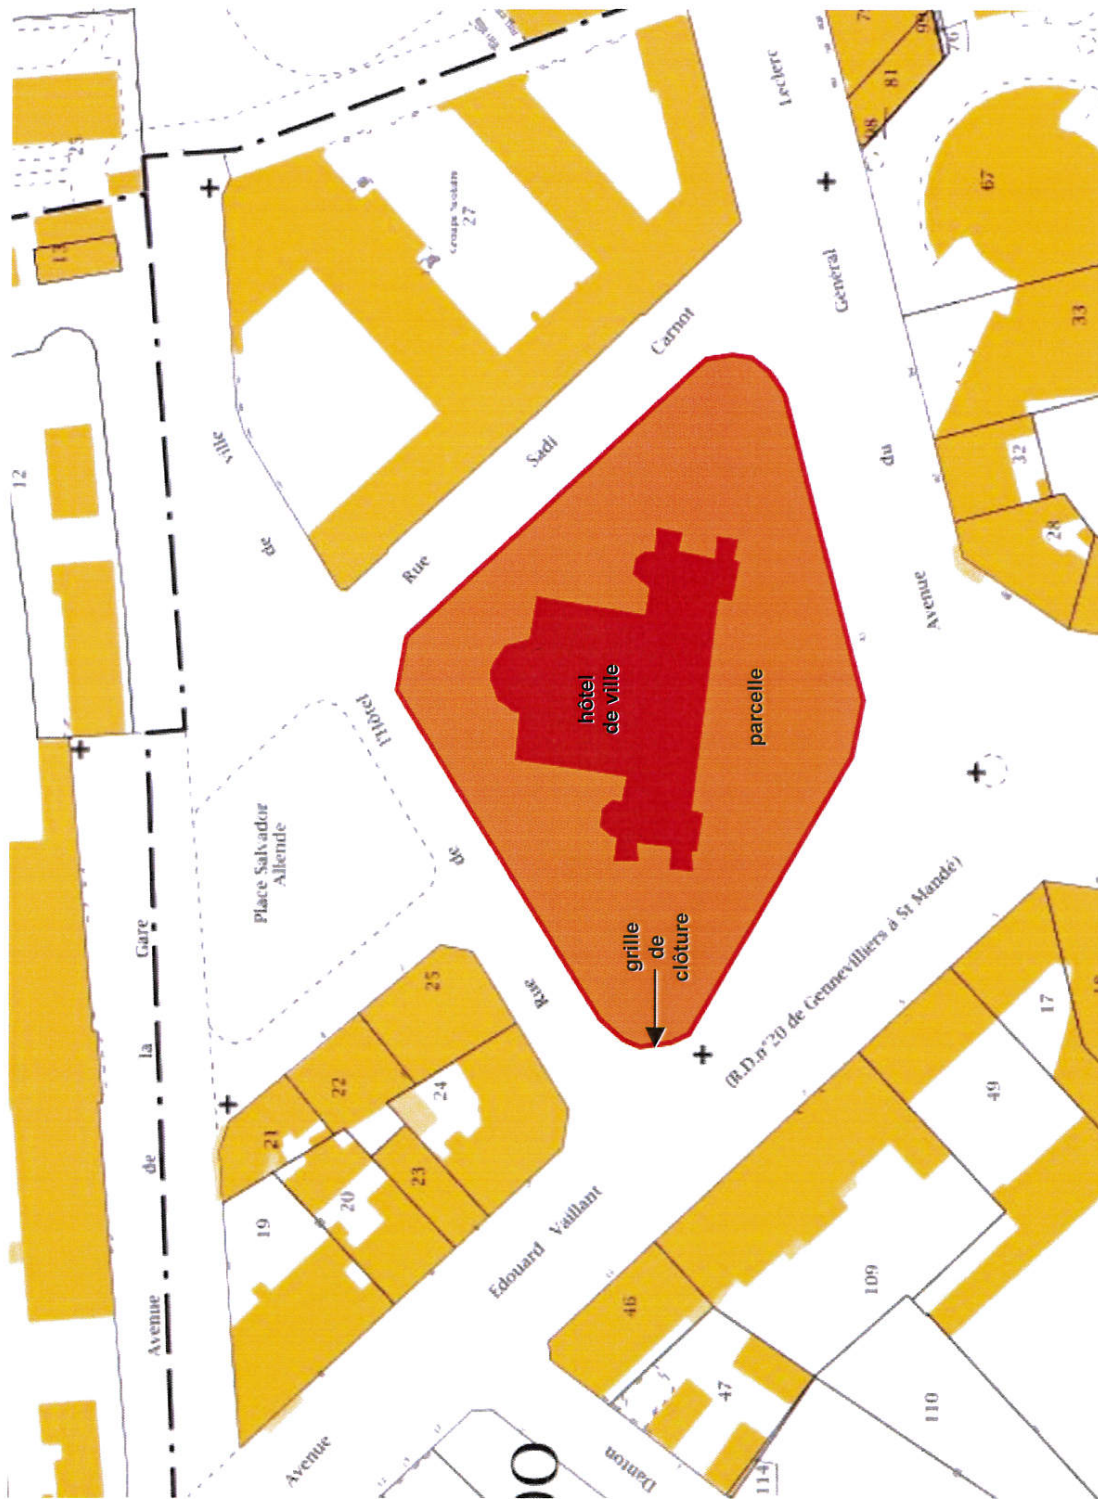 12
13
25
Avenue de la Gare
Place Salvador
Allende
Rue de l'Hôtel de ville
27
Rue Sadi Carnot
Avenue du Général Leclerc
81
67
33
32
28
hôtel
de ville
parcelle
grille
de
clôture
(R.D.n°20 de Gennevilliers à St Mandé)
25
22
21
24
23
20
19
Avenue Edouard Vaillant
46
47
109
110
114
49
17
Danton